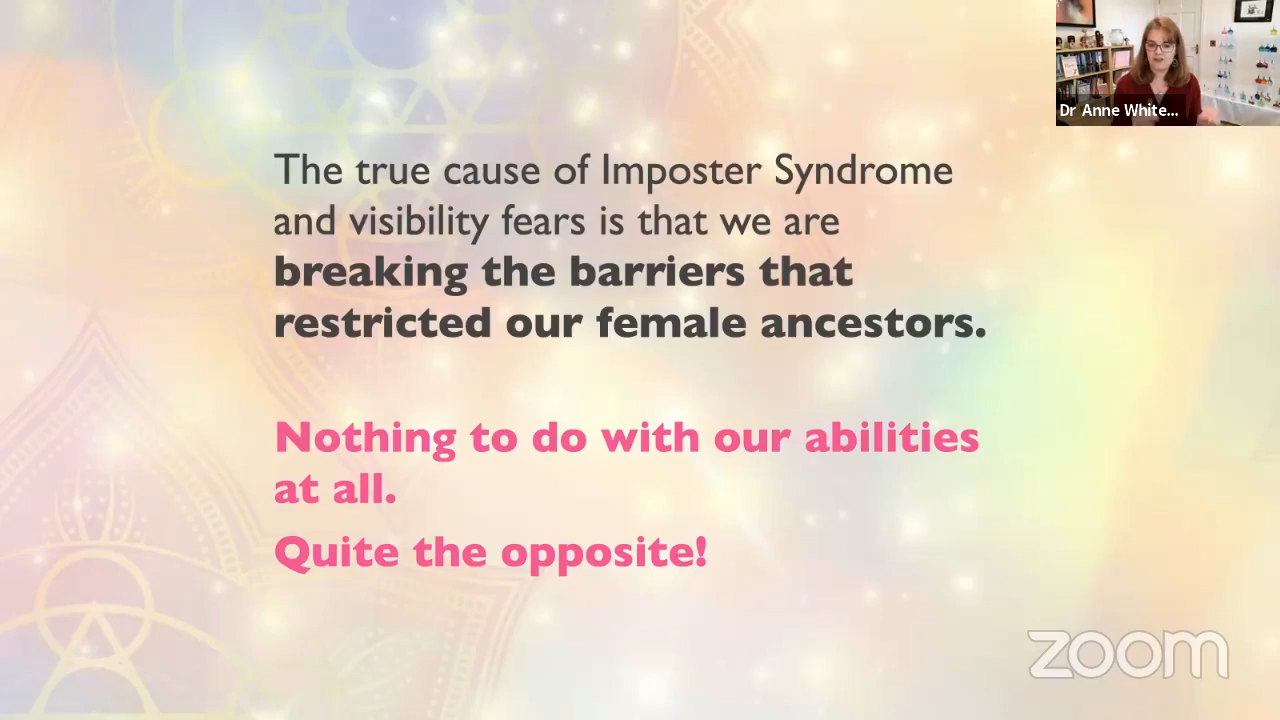 Dr Anne White...
The true cause of Imposter Syndrome
and visibility fears is that we are
breaking the barriers that
restricted our female ancestors.
Nothing to do with our abilities
at all.
Quite the opposite!
zoom